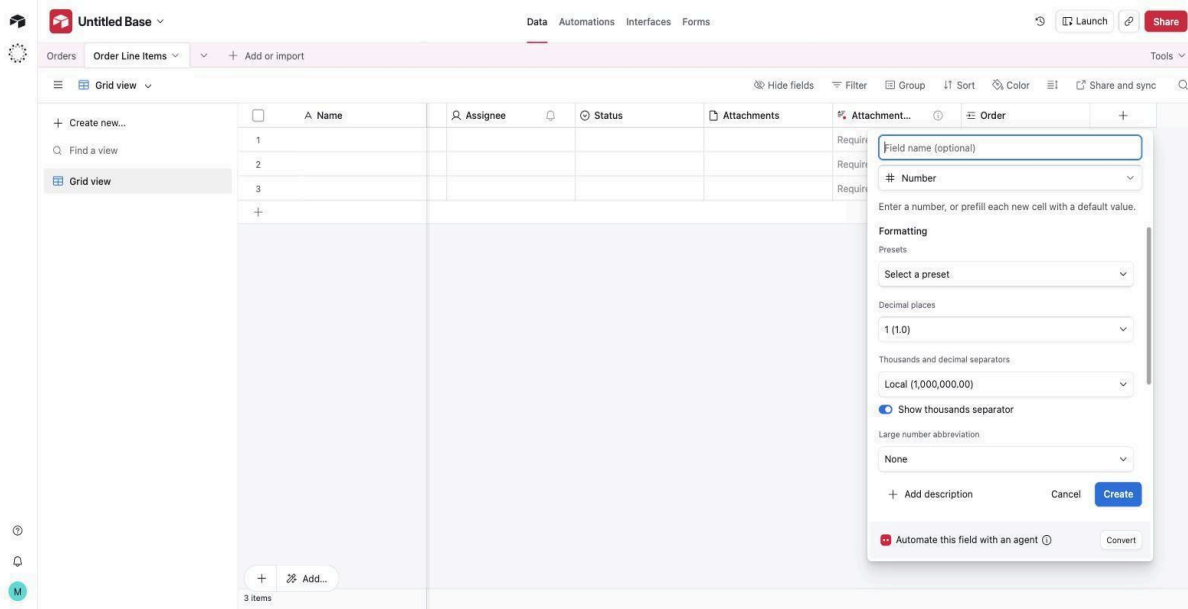 Untitled Base
Data Automations Interfaces Forms
Launch
Share
Orders
Order Line Items
Add or import
Tools
Grid view
Hide fields
Filter
Group
Sort
Color
Share and sync
Create new...
Find a view
Grid view
Name
Assignee
Status
Attachments
Attachment...
Order
1
2
3
Field name (optional)
Number
Enter a number, or prefill each new cell with a default value.
Formatting
Presets
Select a preset
Decimal places
1 (1.0)
Thousands and decimal separators
Local (1,000,000.00)
Show thousands separator
Large number abbreviation
None
Add description
Cancel
Create
Automate this field with an agent
Convert
Add...
3 items
M